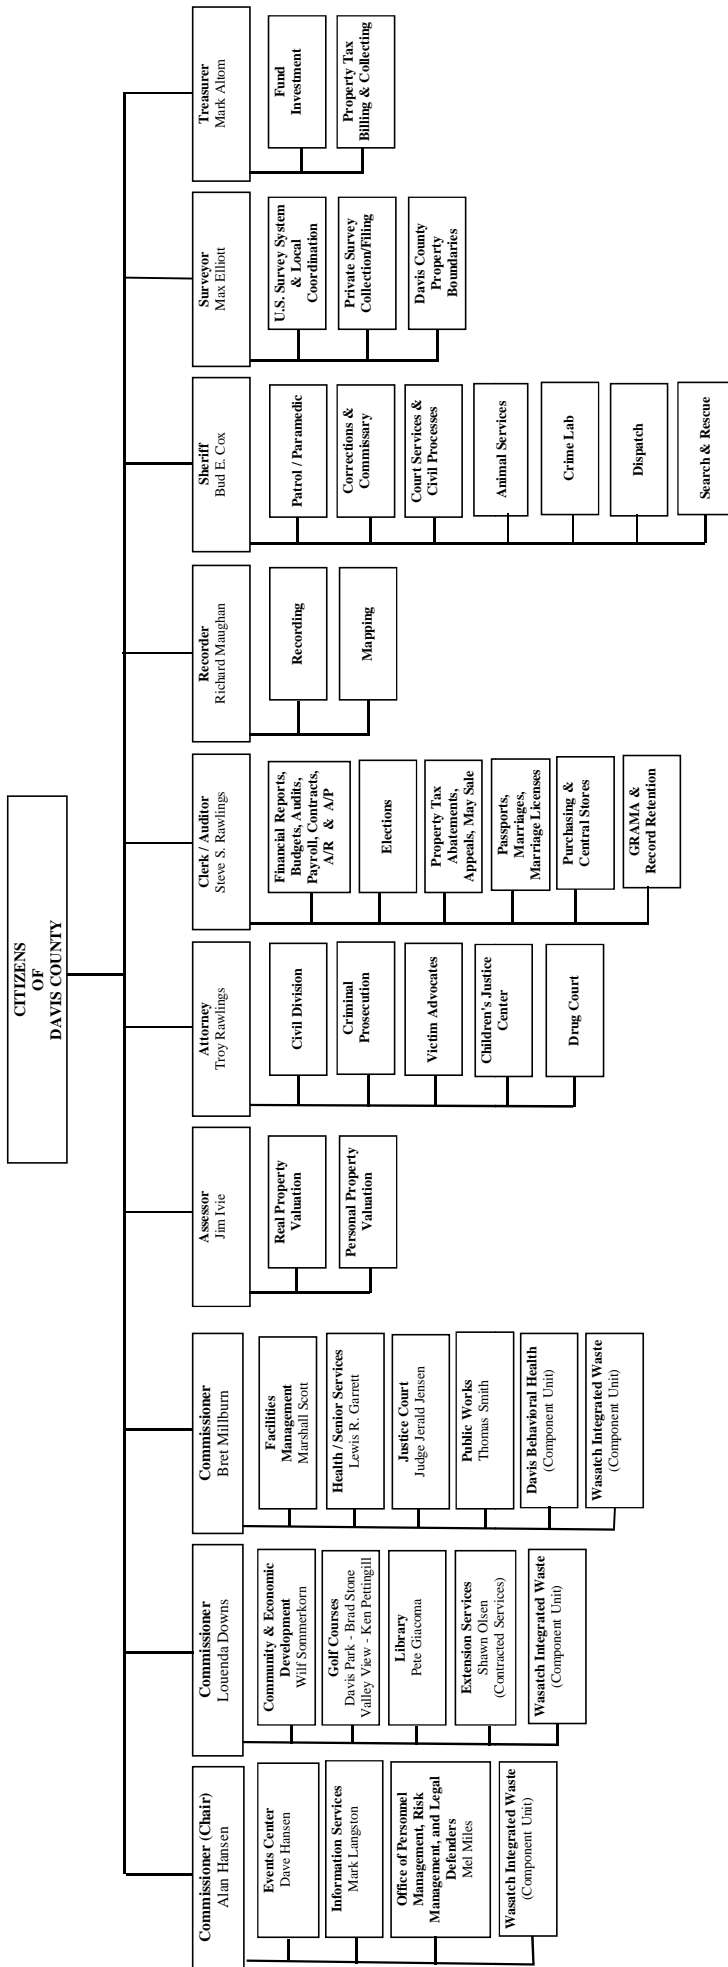 CITIZENS
OF
DAVIS COUNTY
Commissioner (Chair)
Alan Hansen
Events Center
Dave Hansen
Information Services
Mark Langston
Office of Personnel
Management, Risk
Management, and Legal
Defenders
Mel Miles
Wasatch Integrated Waste
(Component Unit)
Commissioner
Louenda Downs
Community & Economic
Development
Wilf Sommerkorn
Golf Courses
Davis Park - Brad Stone
Valley View - Ken Pettingill
Library
Pete Giacoma
Extension Services
Shawn Olsen
(Contracted Services)
Wasatch Integrated Waste
(Component Unit)
Commissioner
Bret Millburn
Facilities
Management
Marshall Scott
Health / Senior Services
Lewis R. Garrett
Justice Court
Judge Jerald Jensen
Public Works
Thomas Smith
Davis Behavioral Health
(Component Unit)
Wasatch Integrated Waste
(Component Unit)
Assessor
Jim Ivie
Real Property
Valuation
Personal Property
Valuation
Attorney
Troy Rawlings
Civil Division
Criminal
Prosecution
Victim Advocates
Children's Justice
Center
Drug Court
Clerk / Auditor
Steve S. Rawlings
Financial Reports,
Budgets, Audits,
Payroll, Contracts,
A/R & A/P
Elections
Property Tax
Abatements,
Appeals, May Sale
Passports,
Marriages,
Marriage Licenses
Purchasing &
Central Stores
GRAMA &
Record Retention
Recorder
Richard Maughan
Recording
Mapping
Sheriff
Bud E. Cox
Patrol / Paramedic
Corrections &
Commissary
Court Services &
Civil Processes
Animal Services
Crime Lab
Dispatch
Search & Rescue
Surveyor
Max Elliott
U.S. Survey System
& Local
Coordination
Private Survey
Collection/Filing
Davis County
Property
Boundaries
Treasurer
Mark Altom
Fund
Investment
Property Tax
Billing & Collecting